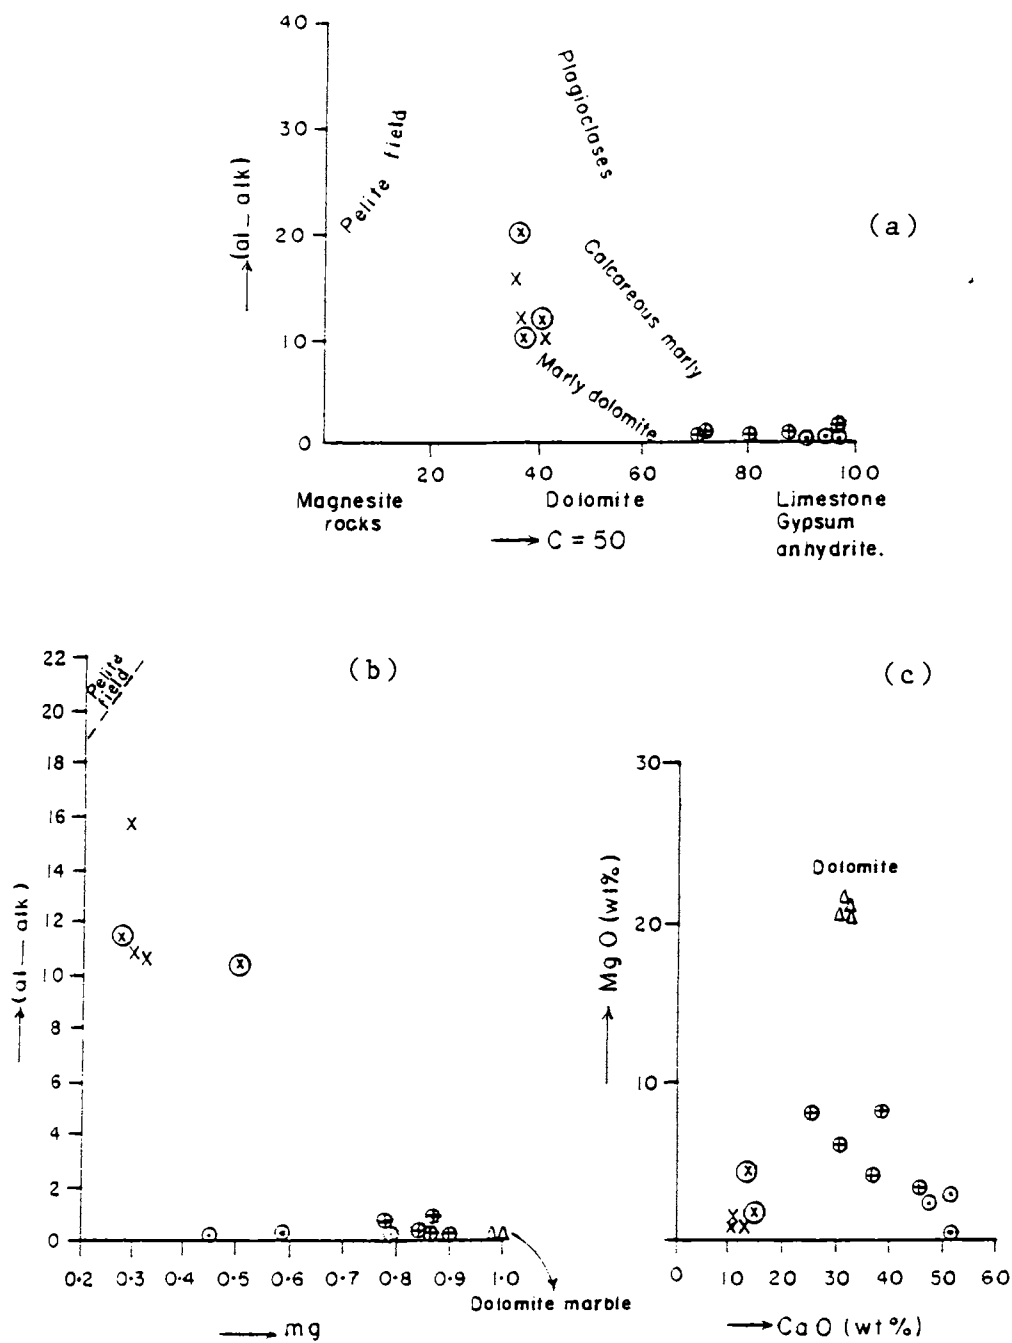 40
30
20
10
0
→(al - alk)
Pelite field
Plagioclases
Calcareous marly
Marly dolomite
(a)
20 40 60 80 100
Magnesite rocks
Dolomite
Limestone
Gypsum
anhydrite.
→ C = 50
(b)
22
20
18
16
14
12
10
8
6
4
2
0
→(al — alk)
Pelite
field
0.2 0.3 0.4 0.5 0.6 0.7 0.8 0.9 1.0
Dolomite marble
→ mg
(c)
30
20
10
→ MgO (wt%)
Dolomite
0 10 20 30 40 50 60
→ CaO (wt%)